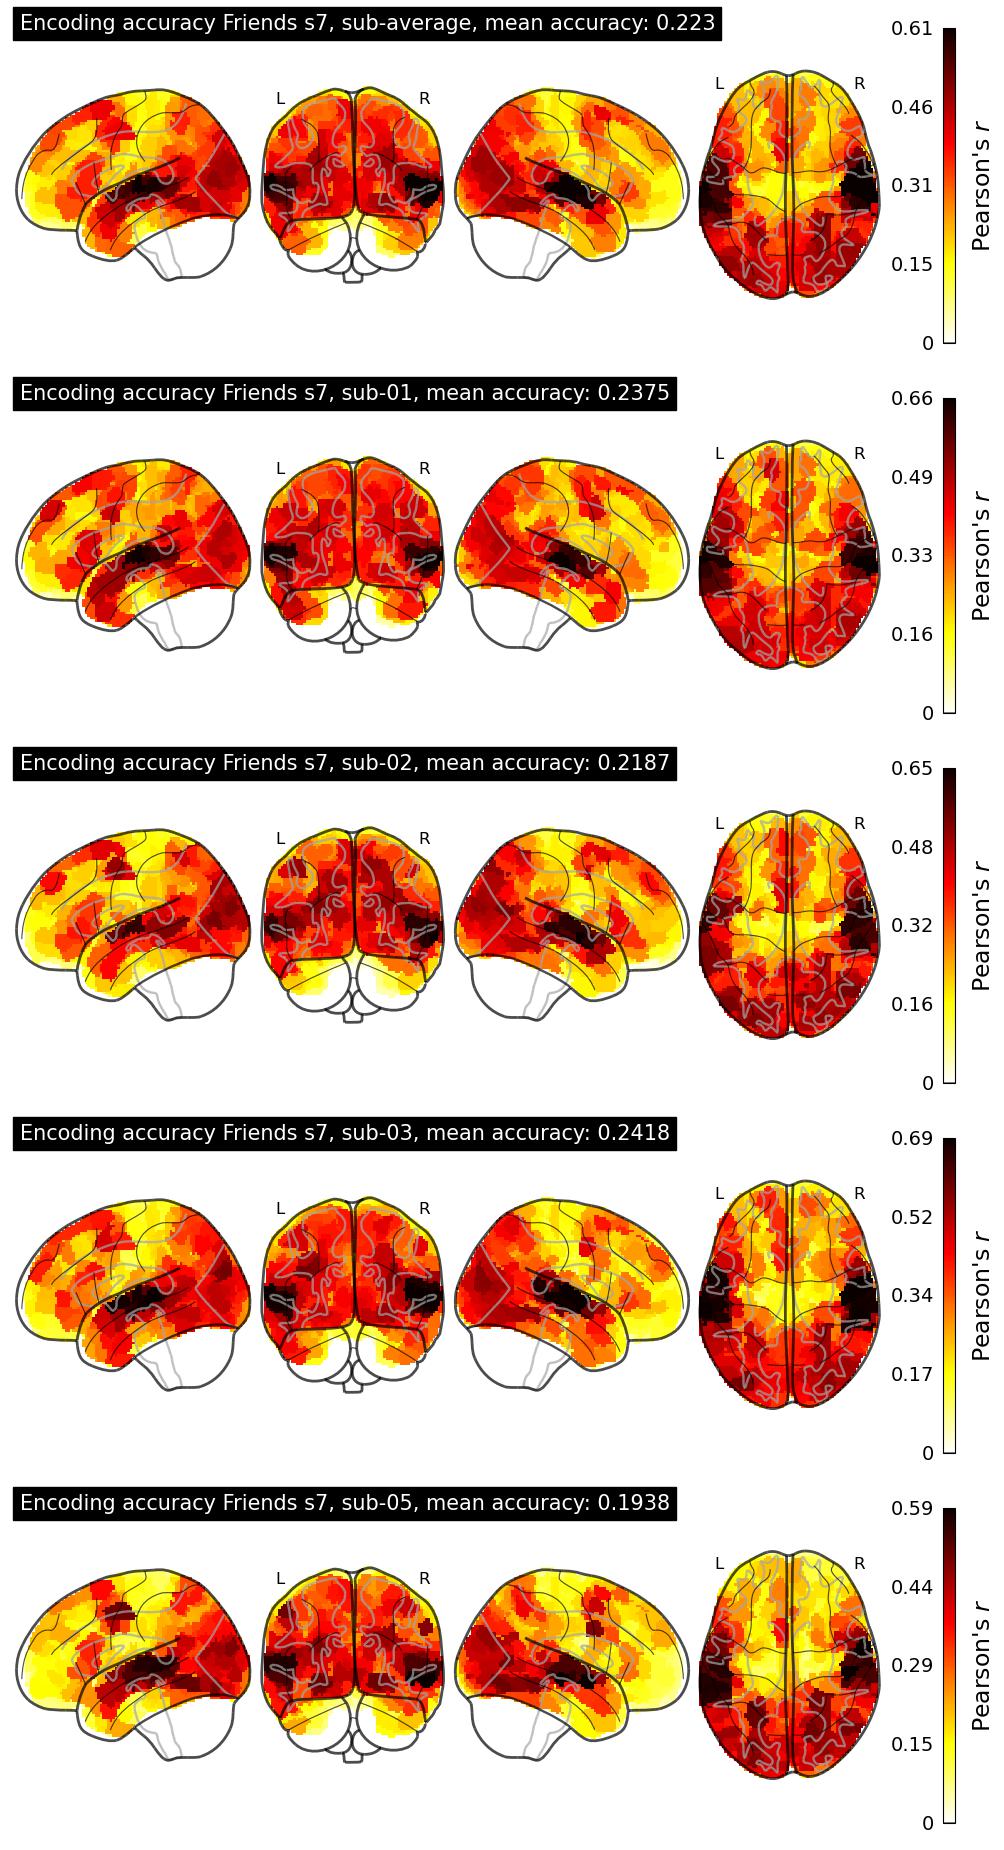 Encoding accuracy Friends s7, sub-average, mean accuracy: 0.223
L R L R
0.61
0.46
0.31
0.15
0
Pearson's r
Encoding accuracy Friends s7, sub-01, mean accuracy: 0.2375
L R L R
0.66
0.49
0.33
0.16
0
Pearson's r
Encoding accuracy Friends s7, sub-02, mean accuracy: 0.2187
L R L R
0.65
0.48
0.32
0.16
0
Pearson's r
Encoding accuracy Friends s7, sub-03, mean accuracy: 0.2418
L R L R
0.69
0.52
0.34
0.17
0
Pearson's r
Encoding accuracy Friends s7, sub-05, mean accuracy: 0.1938
L R L R
0.59
0.44
0.29
0.15
0
Pearson's r